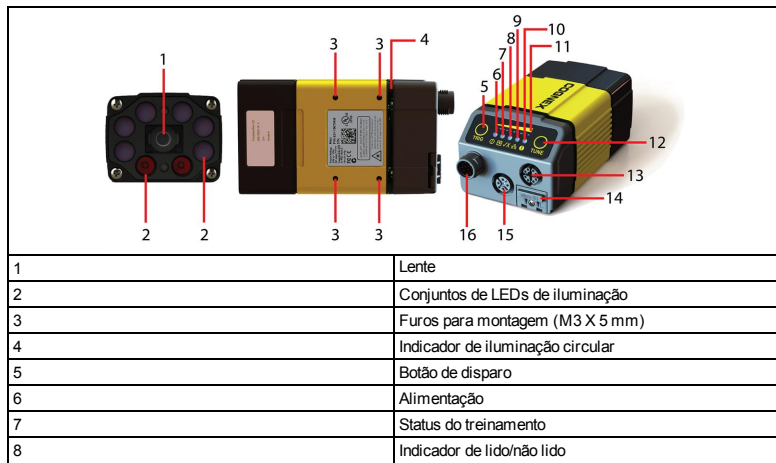 1
2
2
3
3
3
3
4
5
6
7
8
9
10
11
12
13
14
15
16
COGNEX
TRIG
TUNE
1 Lente
2 Conjuntos de LEDs de iluminação
3 Furos para montagem (M3 X 5 mm)
4 Indicador de iluminação circular
5 Botão de disparo
6 Alimentação
7 Status do treinamento
8 Indicador de lido/não lido